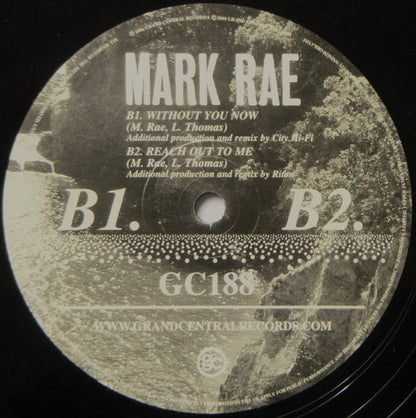 MARK RAE
B1. WITHOUT YOU NOW
(M. Rae, L. Thomas)
Additional production and remix by City Hi-Fi
B2. REACH OUT TO ME
(M. Rae, L. Thomas)
Additional production and remix by Riton
B1. B2.
GC188
WWW.GRANDCENTRALRECORDS.COM
gc